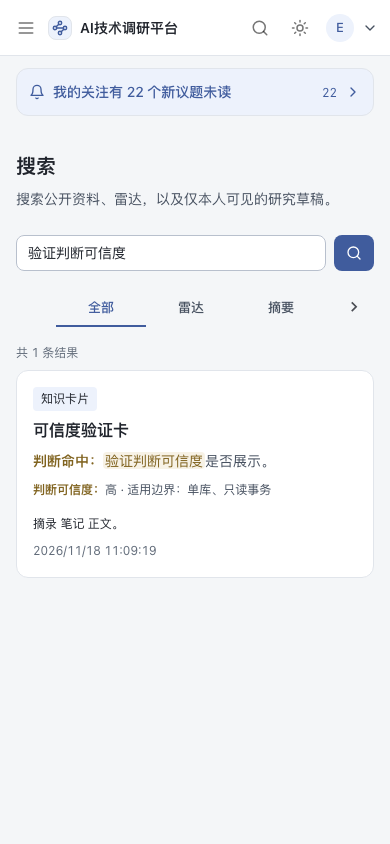 AI技术调研平台
E
我的关注有 22 个新议题未读
22
搜索
搜索公开资料、雷达，以及仅本人可见的研究草稿。
验证判断可信度
全部
雷达
摘要
共 1 条结果
知识卡片
可信度验证卡
判断命中：验证判断可信度是否展示。
判断可信度：高 · 适用边界：单库、只读事务
摘录 笔记 正文。
2026/11/18 11:09:19